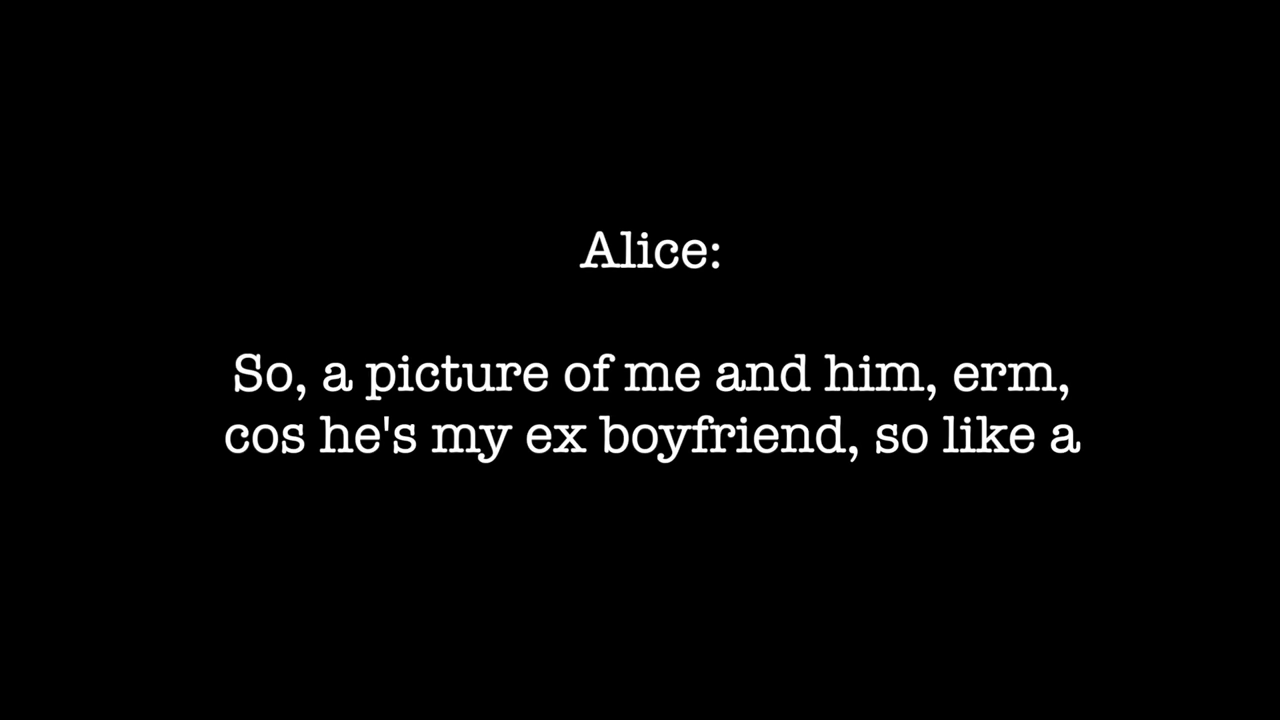 Alice:
So, a picture of me and him, erm,
cos he's my ex boyfriend, so like a